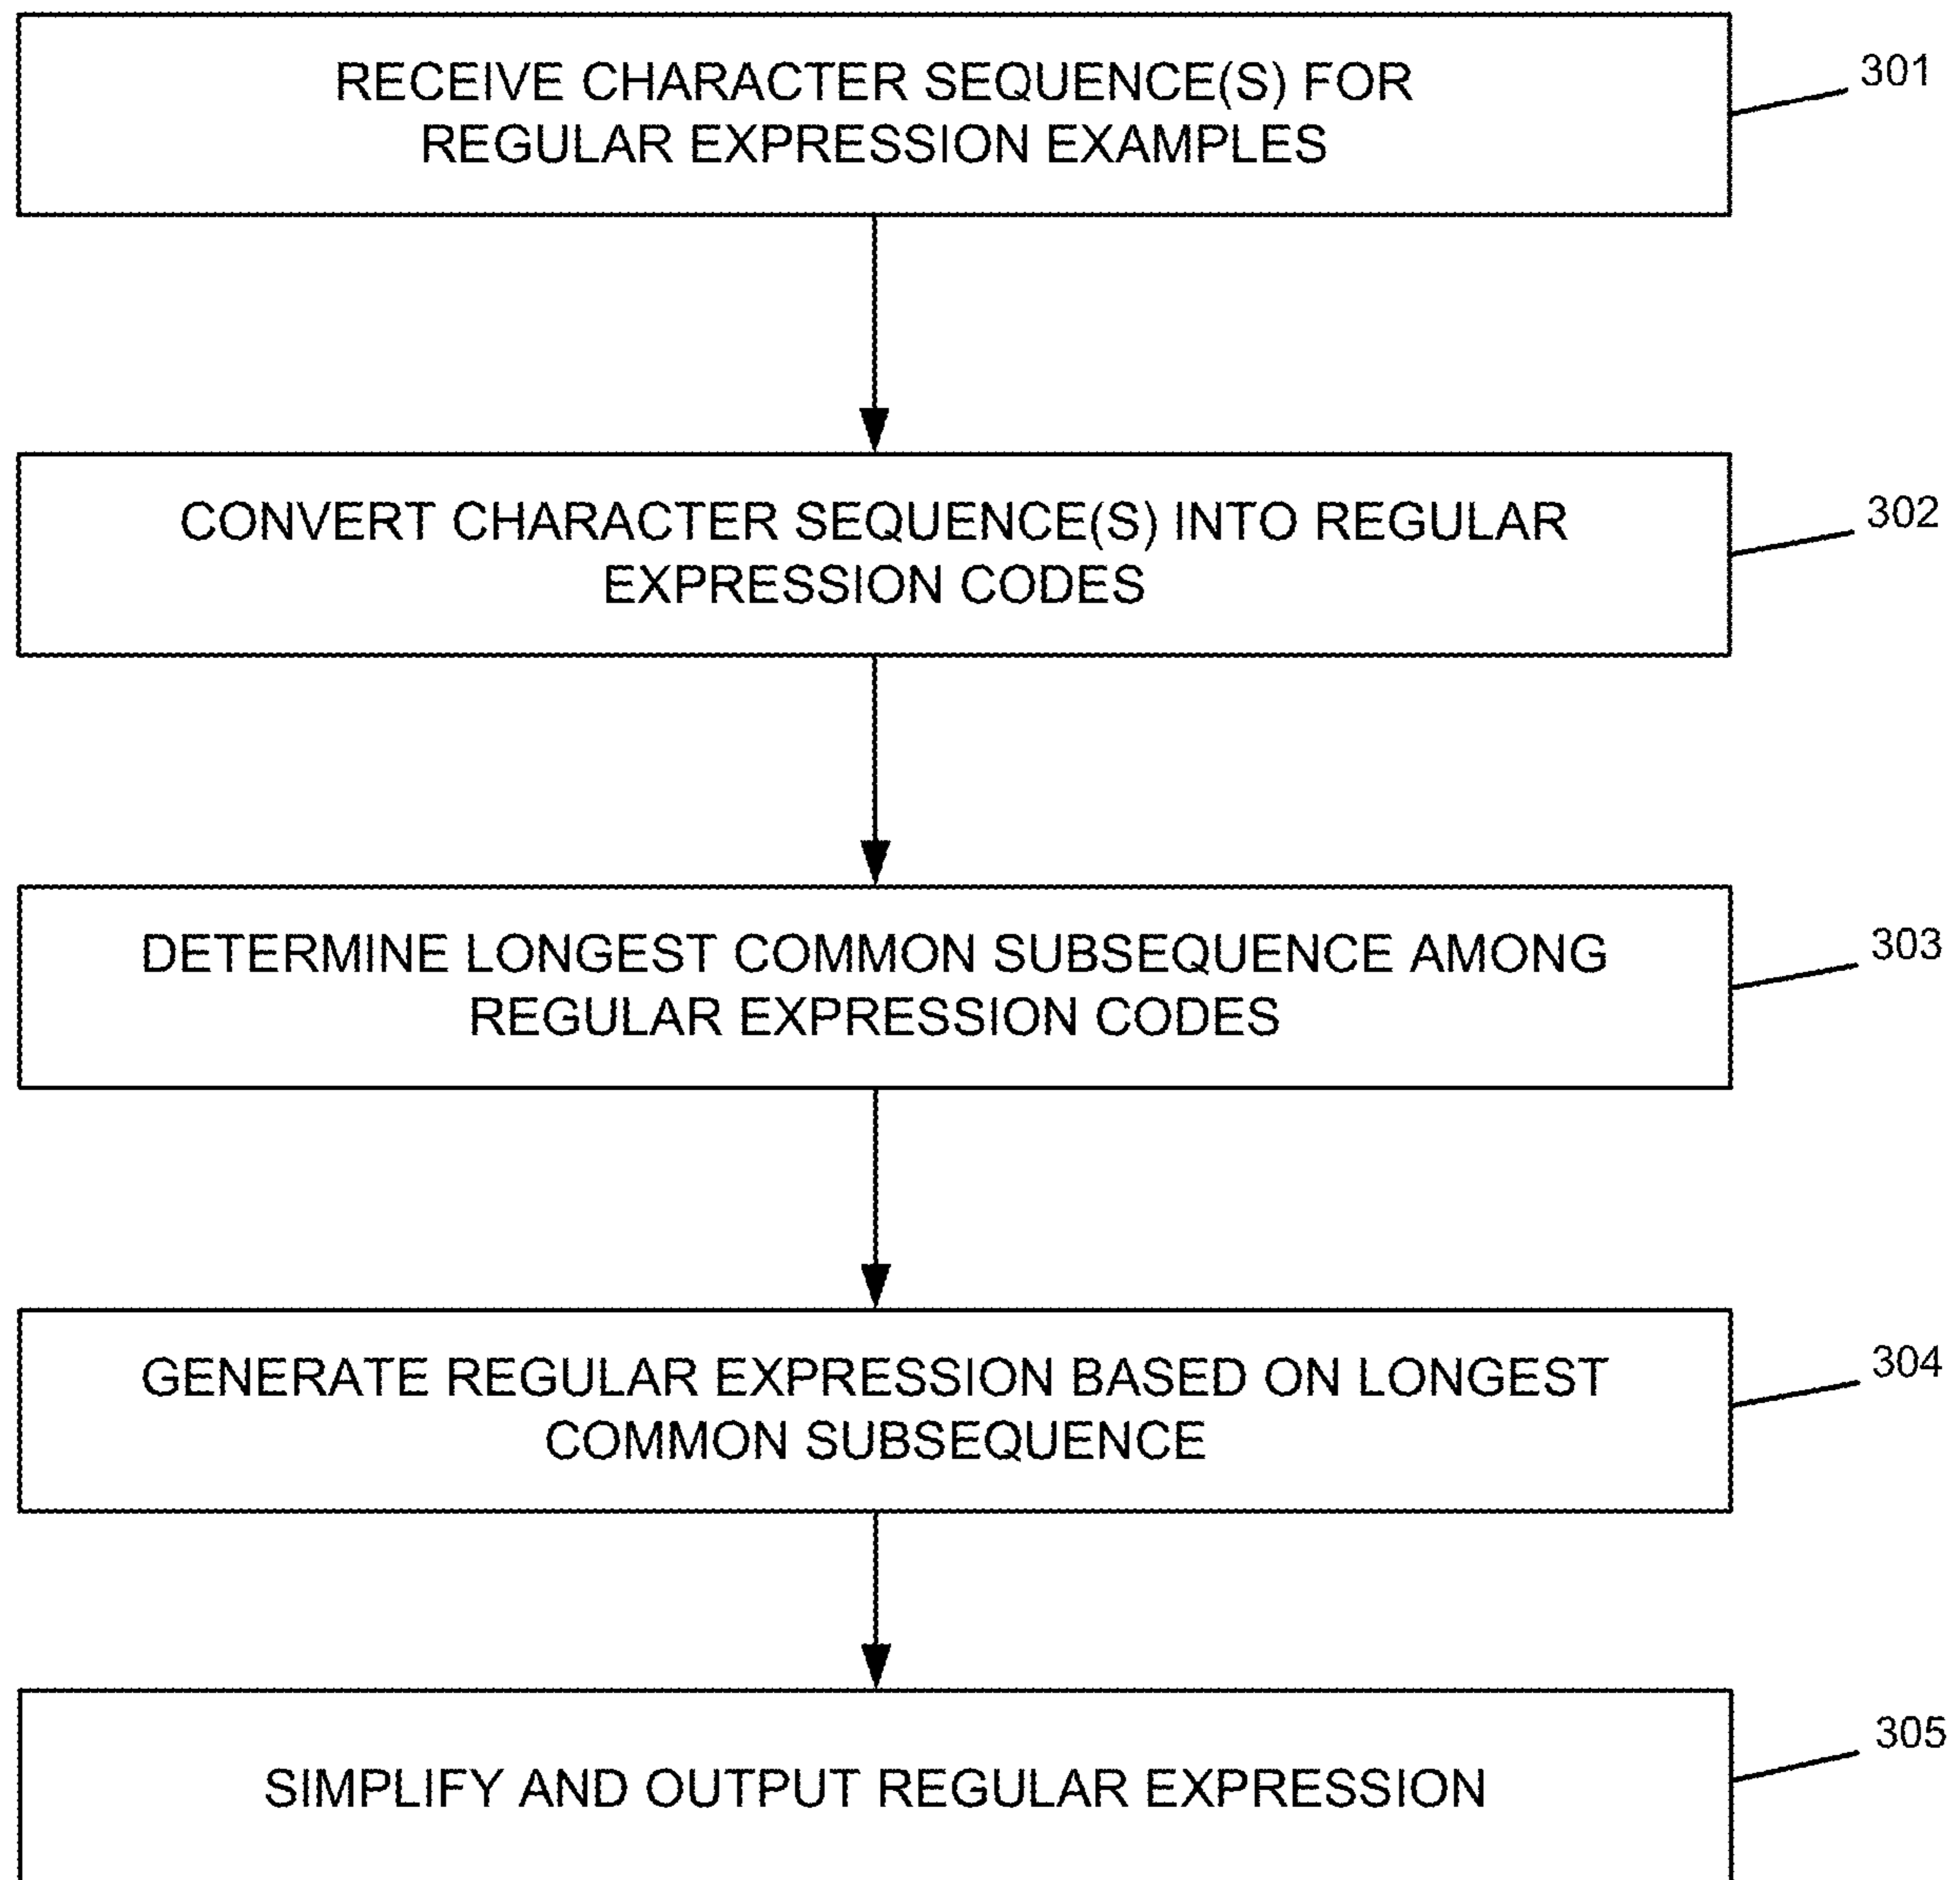 RECEIVE CHARACTER SEQUENCE(S) FOR
REGULAR EXPRESSION EXAMPLES
301
CONVERT CHARACTER SEQUENCE(S) INTO REGULAR
EXPRESSION CODES
302
DETERMINE LONGEST COMMON SUBSEQUENCE AMONG
REGULAR EXPRESSION CODES
303
GENERATE REGULAR EXPRESSION BASED ON LONGEST
COMMON SUBSEQUENCE
304
SIMPLIFY AND OUTPUT REGULAR EXPRESSION
305